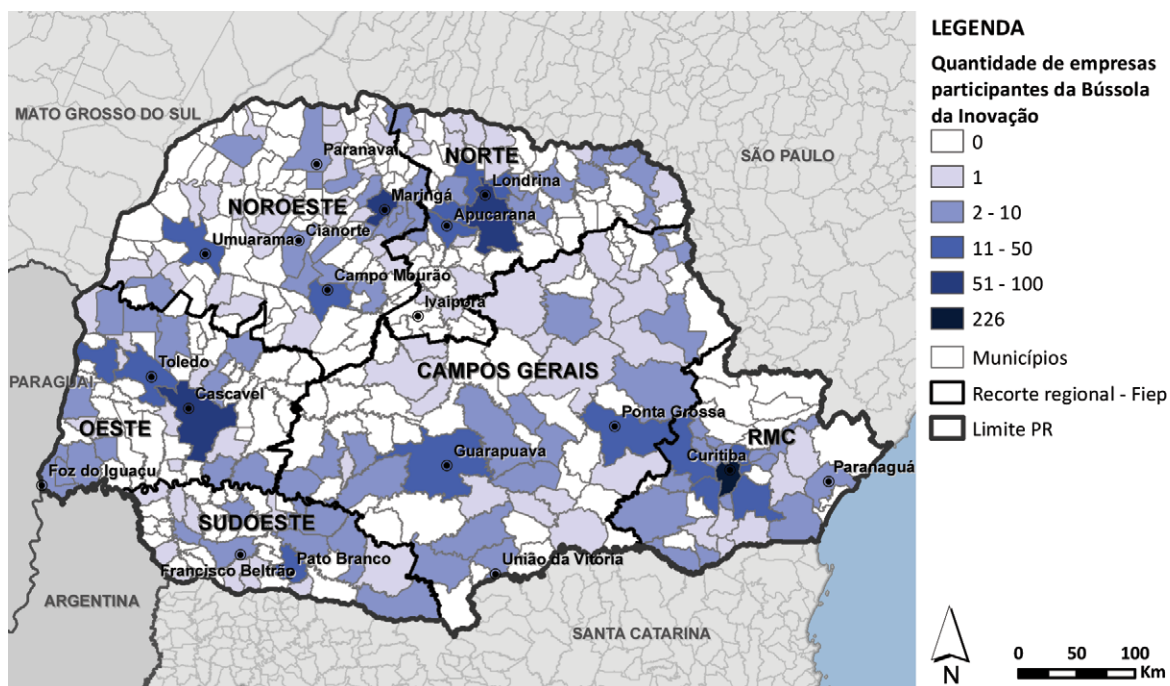 MATO GROSSO DO SUL
SÃO PAULO
PARAGUAI
ARGENTINA
SANTA CATARINA
NOROESTE
NORTE
OESTE
CAMPOS GERAIS
RMC
SUDOESTE
Paranavaí
Maringá
Londrina
Apucarana
Umuarama
Cianorte
Campo Mourão
Ivaiporã
Toledo
Cascavel
Foz do Iguaçu
Guarapuava
Ponta Grossa
Curitiba
Paranaguá
Francisco Beltrão
Pato Branco
União da Vitória
LEGENDA
Quantidade de empresas
participantes da Bússola
da Inovação
0
1
2 - 10
11 - 50
51 - 100
226
Municípios
Recorte regional - Fiep
Limite PR
N
0 50 100
Km